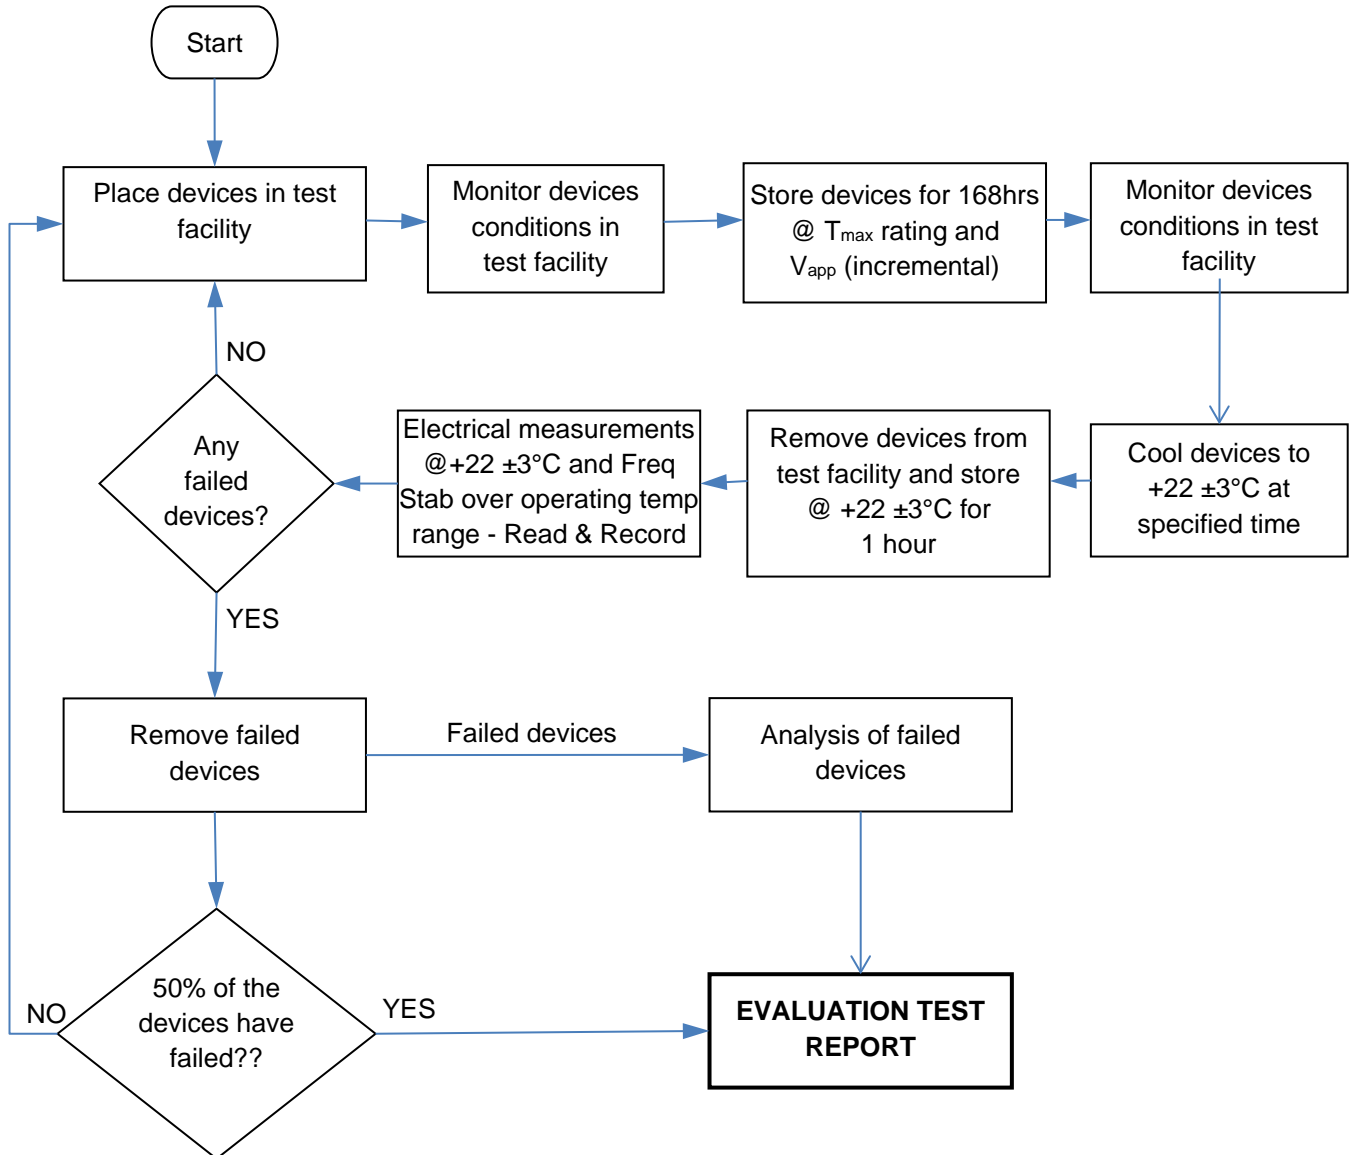 Start
Place devices in test
facility
Monitor devices
conditions in
test facility
Store devices for 168hrs
@ Tmax rating and
Vapp (incremental)
Monitor devices
conditions in test
facility
NO
Any
failed
devices?
Electrical measurements
@+22 ±3°C and Freq
Stab over operating temp
range - Read & Record
Remove devices from
test facility and store
@ +22 ±3°C for
1 hour
Cool devices to
+22 ±3°C at
specified time
YES
Remove failed
devices
Failed devices
Analysis of failed
devices
NO
50% of the
devices have
failed??
YES
EVALUATION TEST
REPORT